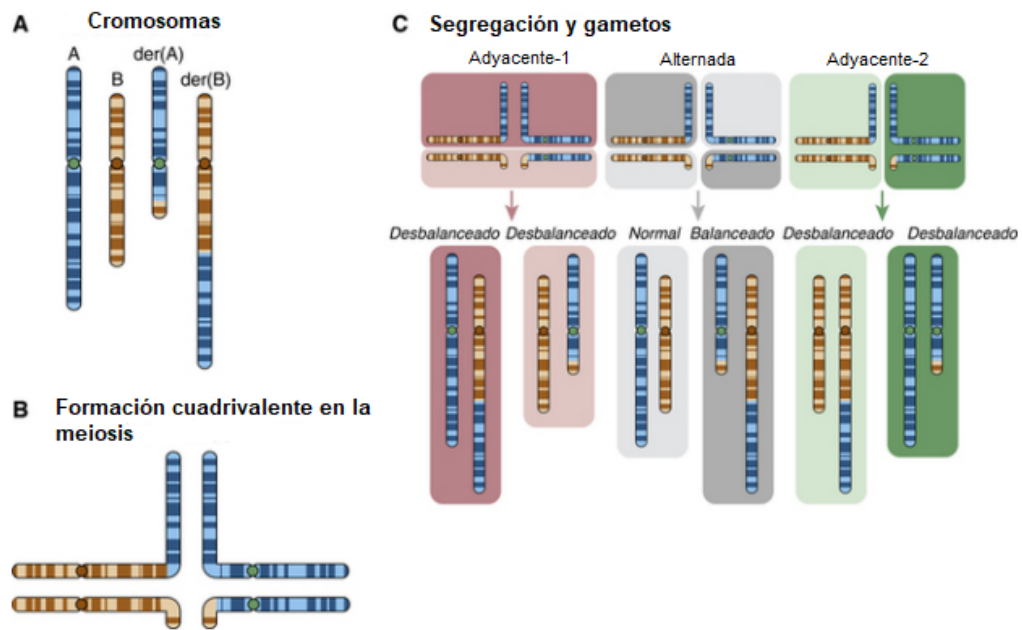 A
Cromosomas
A
B
der(A)
der(B)
B
Formación cuadrivalente en la
meiosis
C
Segregación y gametos
Adyacente-1
Alternada
Adyacente-2
Desbalanceado
Desbalanceado
Normal
Balanceado
Desbalanceado
Desbalanceado